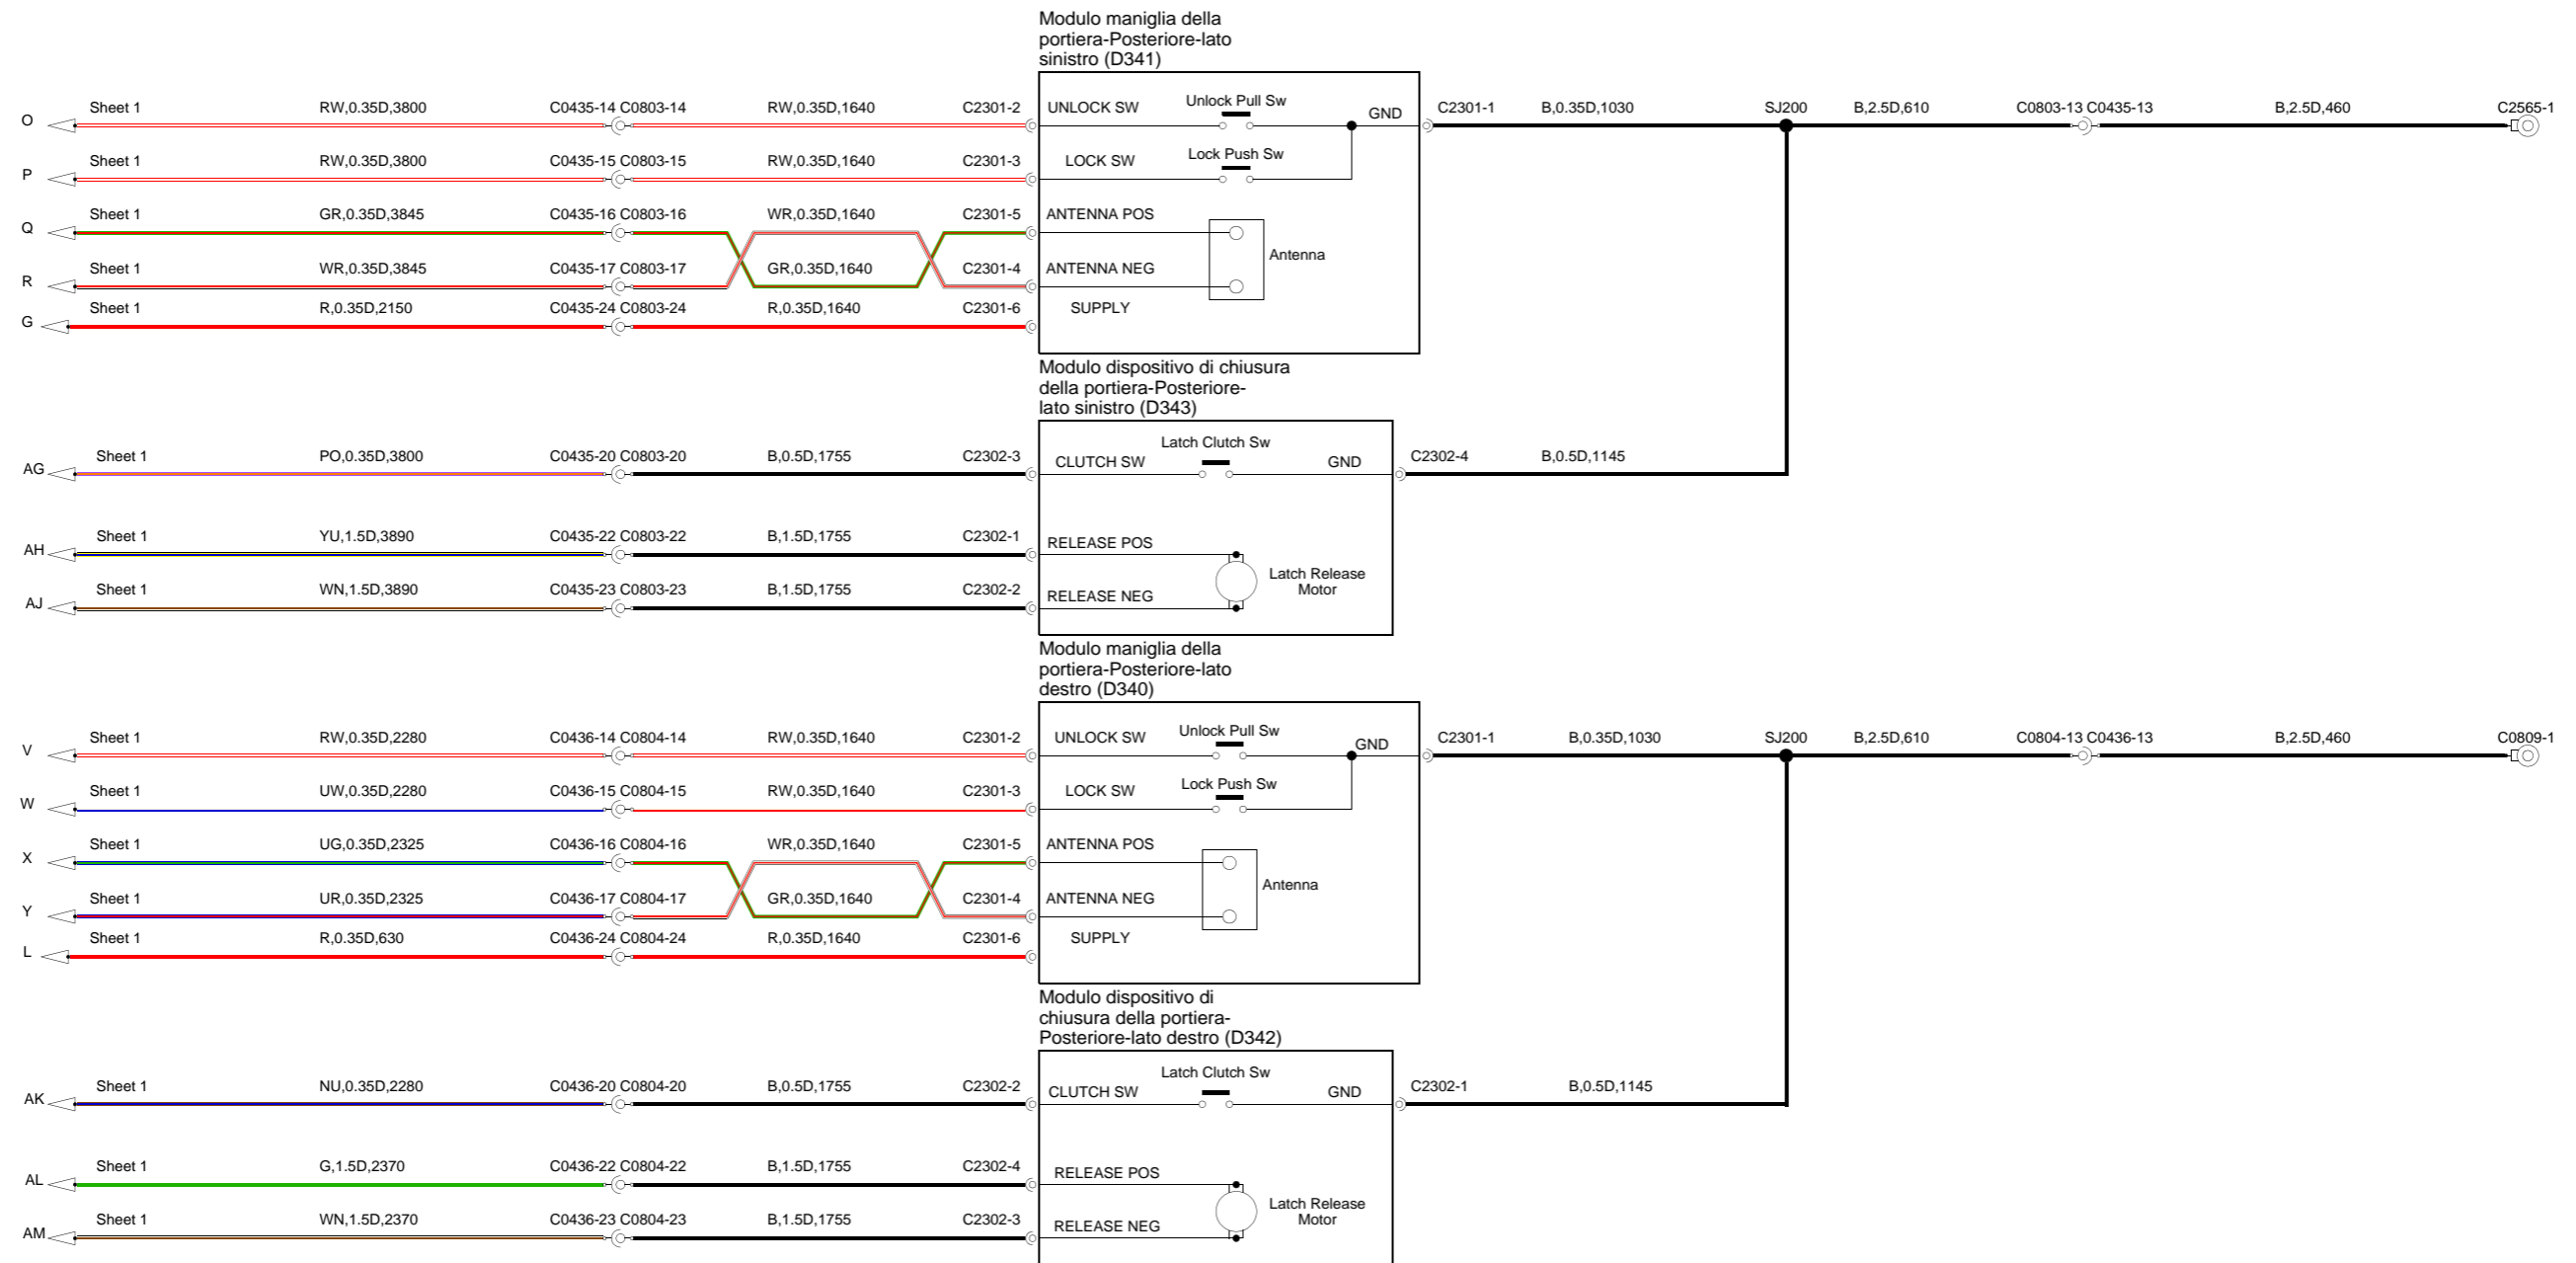 Modulo maniglia della
portiera-Posteriore-lato
sinistro (D341)
O Sheet 1 RW,0.35D,3800 C0435-14 C0803-14 RW,0.35D,1640 C2301-2 UNLOCK SW Unlock Pull Sw GND C2301-1 B,0.35D,1030 SJ200 B,2.5D,610 C0803-13 C0435-13 B,2.5D,460 C2565-1
P Sheet 1 RW,0.35D,3800 C0435-15 C0803-15 RW,0.35D,1640 C2301-3 LOCK SW Lock Push Sw
Q Sheet 1 GR,0.35D,3845 C0435-16 C0803-16 WR,0.35D,1640 C2301-5 ANTENNA POS
Antenna
R Sheet 1 WR,0.35D,3845 C0435-17 C0803-17 GR,0.35D,1640 C2301-4 ANTENNA NEG
G Sheet 1 R,0.35D,2150 C0435-24 C0803-24 R,0.35D,1640 C2301-6 SUPPLY
Modulo dispositivo di chiusura
della portiera-Posteriore-
lato sinistro (D343)
AG Sheet 1 PO,0.35D,3800 C0435-20 C0803-20 B,0.5D,1755 C2302-3 CLUTCH SW Latch Clutch Sw GND C2302-4 B,0.5D,1145
AH Sheet 1 YU,1.5D,3890 C0435-22 C0803-22 B,1.5D,1755 C2302-1 RELEASE POS
Latch Release
Motor
AJ Sheet 1 WN,1.5D,3890 C0435-23 C0803-23 B,1.5D,1755 C2302-2 RELEASE NEG
Modulo maniglia della
portiera-Posteriore-lato
destro (D340)
V Sheet 1 RW,0.35D,2280 C0436-14 C0804-14 RW,0.35D,1640 C2301-2 UNLOCK SW Unlock Pull Sw GND C2301-1 B,0.35D,1030 SJ200 B,2.5D,610 C0804-13 C0436-13 B,2.5D,460 C0809-1
W Sheet 1 UW,0.35D,2280 C0436-15 C0804-15 RW,0.35D,1640 C2301-3 LOCK SW Lock Push Sw
X Sheet 1 UG,0.35D,2325 C0436-16 C0804-16 WR,0.35D,1640 C2301-5 ANTENNA POS
Antenna
Y Sheet 1 UR,0.35D,2325 C0436-17 C0804-17 GR,0.35D,1640 C2301-4 ANTENNA NEG
L Sheet 1 R,0.35D,630 C0436-24 C0804-24 R,0.35D,1640 C2301-6 SUPPLY
Modulo dispositivo di
chiusura della portiera-
Posteriore-lato destro (D342)
AK Sheet 1 NU,0.35D,2280 C0436-20 C0804-20 B,0.5D,1755 C2302-2 CLUTCH SW Latch Clutch Sw GND C2302-1 B,0.5D,1145
AL Sheet 1 G,1.5D,2370 C0436-22 C0804-22 B,1.5D,1755 C2302-4 RELEASE POS
Latch Release
Motor
AM Sheet 1 WN,1.5D,2370 C0436-23 C0804-23 B,1.5D,1755 C2302-3 RELEASE NEG